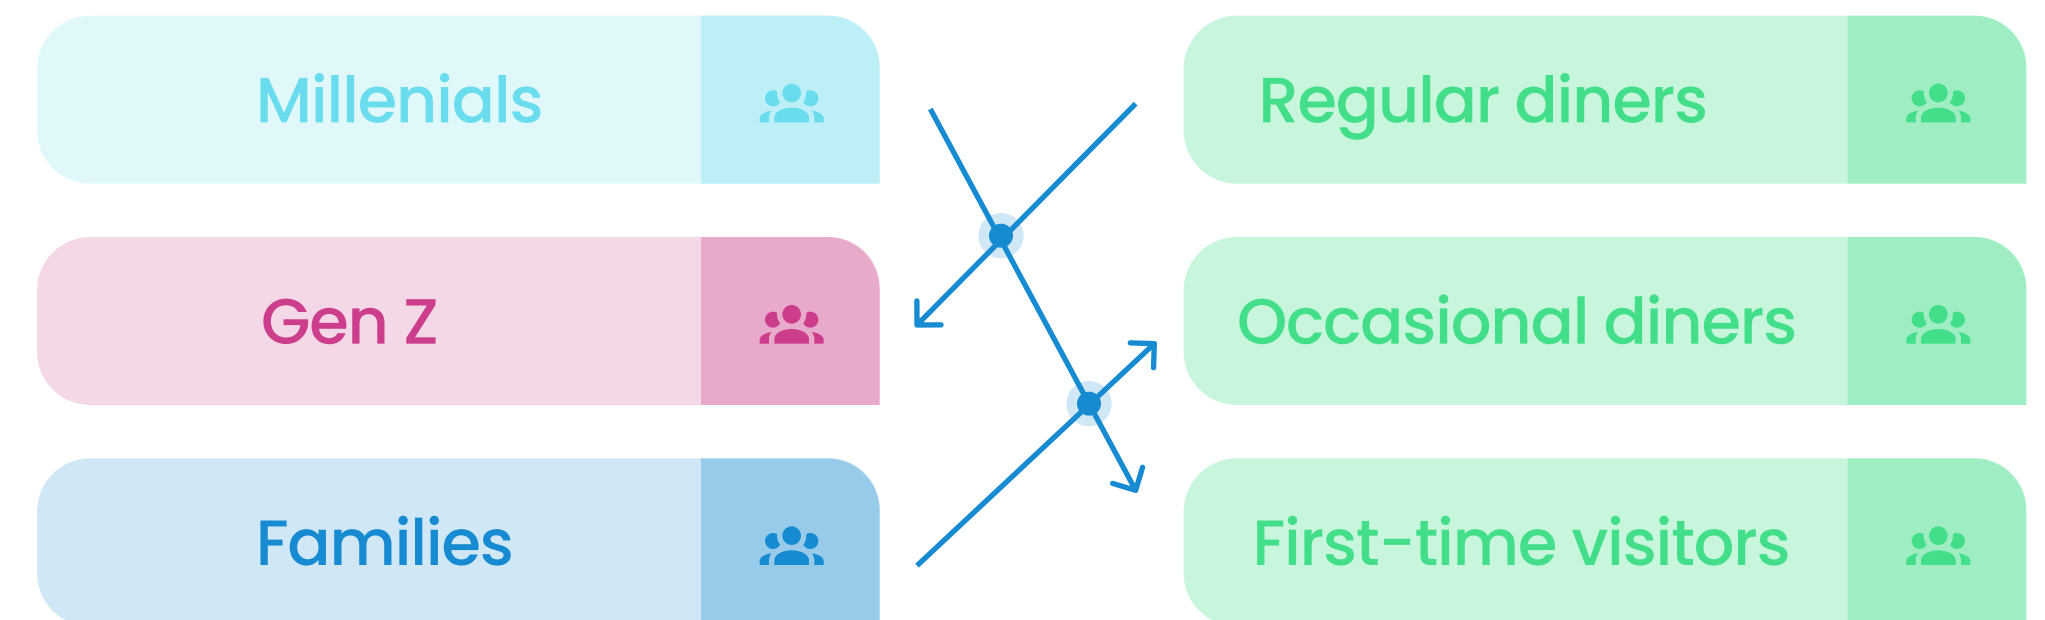 Millenials
Regular diners
Gen Z
Occasional diners
Families
First-time visitors